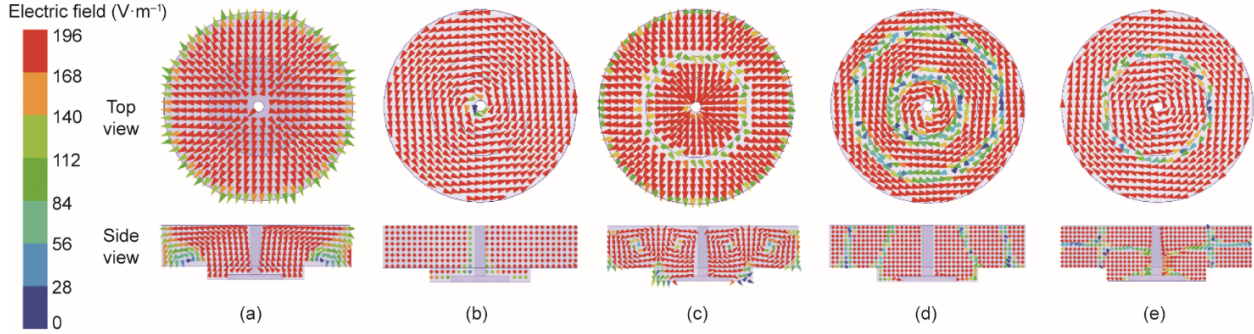 Electric field (V·m⁻¹)
196
168
140
112
84
56
28
0
Top
view
Side
view
(a)
(b)
(c)
(d)
(e)